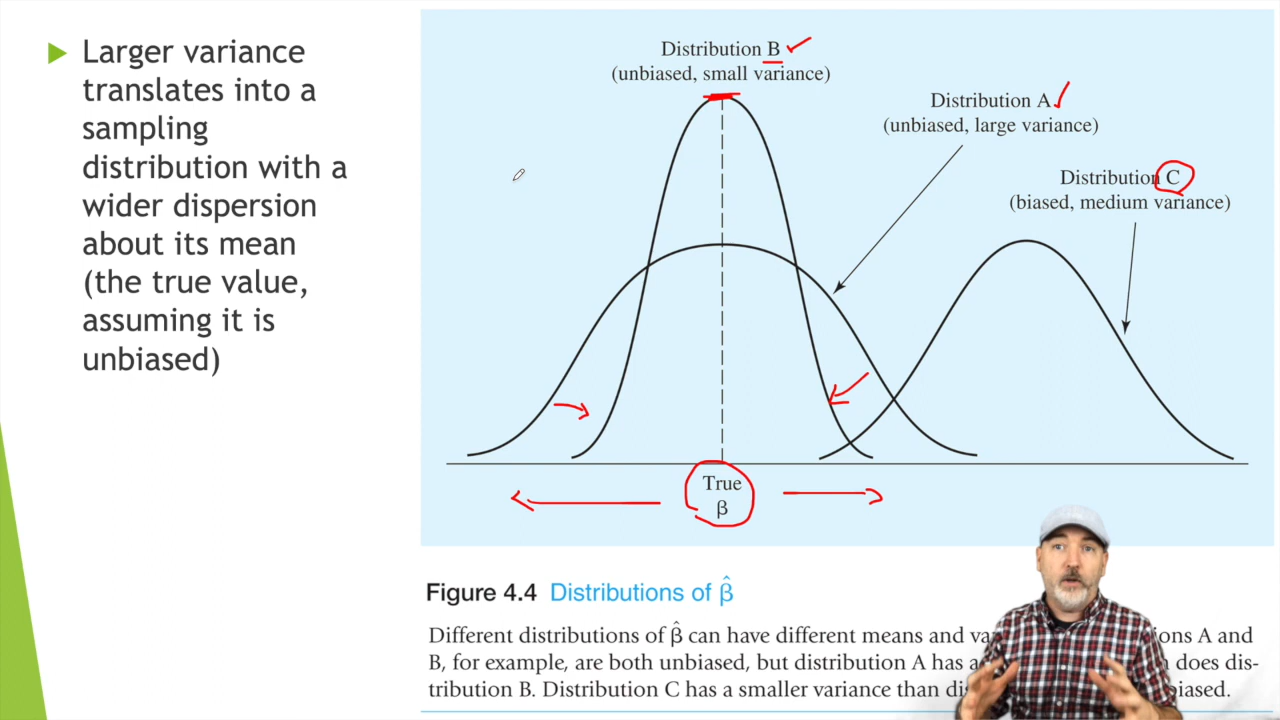 Larger variance
translates into a
sampling
distribution with a
wider dispersion
about its mean
(the true value,
assuming it is
unbiased)
Distribution B
(unbiased, small variance)
Distribution A
(unbiased, large variance)
Distribution C
(biased, medium variance)
True
β
Figure 4.4 Distributions of β̂
Different distributions of β̂ can have different means and
A and
B, for example, are both unbiased, but distribution A has
does dis-
tribution B. Distribution C has a smaller variance than
biased.